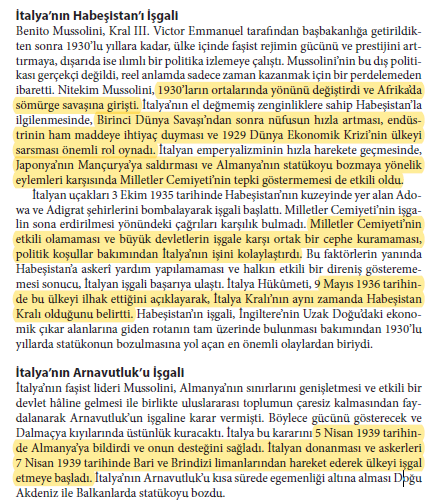 İtalya'nın Habeşistan'ı İşgali
Benito Mussolini, Kral III. Victor Emmanuel tarafından başbakanlığa getirildik-
ten sonra 1930'lu yıllara kadar, ülke içinde faşist rejimin gücünü ve prestijini art-
tırmaya, dışarıda ise ılımlı bir politika izlemeye çalıştı. Mussolini'nin bu dış politi-
kası gerçekçi değildi, reel anlamda sadece zaman kazanmak için bir perdelemeden
ibaretti. Nitekim Mussolini, 1930'ların ortalarında yönünü değiştirdi ve Afrika'da
sömürge savaşına girişti. İtalya'nın el değmemiş zenginliklere sahip Habeşistan'la
ilgilenmesinde, Birinci Dünya Savaşı'ndan sonra nüfusun hızla artması, endüs-
trinin ham maddeye ihtiyaç duyması ve 1929 Dünya Ekonomik Krizi'nin ülkeyi
sarsması önemli rol oynadı. İtalyan emperyalizminin hızla harekete geçmesinde,
Japonya'nın Mançurya'ya saldırması ve Almanya'nın statükoyu bozmaya yönelik
eylemleri karşısında Milletler Cemiyeti'nin tepki göstermemesi de etkili oldu.
İtalyan uçakları 3 Ekim 1935 tarihinde Habeşistan'ın kuzeyinde yer alan Ado-
wa ve Adigrat şehirlerini bombalayarak işgali başlattı. Milletler Cemiyeti'nin işga-
lin sona erdirilmesi yönündeki çağrıları karşılık bulmadı. Milletler Cemiyeti'nin
etkili olamaması ve büyük devletlerin işgale karşı ortak bir cephe kuramaması,
politik koşullar bakımından İtalya'nın işini kolaylaştırdı. Bu faktörlerin yanında
Habeşistan'a askerî yardım yapılamaması ve halkın etkili bir direniş göstereme-
mesi sonucu, İtalyan işgali başarıya ulaştı. İtalya Hükûmeti, 9 Mayıs 1936 tarihin-
de bu ülkeyi ilhak ettiğini açıklayarak, İtalya Kralı'nın aynı zamanda Habeşistan
Kralı olduğunu belirtti. Habeşistan'ın işgali, İngiltere'nin Uzak Doğu'daki ekono-
mik çıkar alanlarına giden rotanın tam üzerinde bulunması bakımından 1930'lu
yıllarda statükonun bozulmasına yol açan en önemli olaylardan biriydi.
İtalya'nın Arnavutluk'u İşgali
İtalya'nın faşist lideri Mussolini, Almanya'nın sınırlarını genişletmesi ve etkili bir
devlet hâline gelmesi ile birlikte uluslararası toplumun çaresiz kalmasından fay-
dalanarak Arnavutluk'un işgaline karar vermişti. Böylece gücünü gösterecek ve
Dalmaçya kıyılarında üstünlük kuracaktı. İtalya bu kararını 5 Nisan 1939 tarihin-
de Almanya'ya bildirdi ve onun desteğini sağladı. İtalyan donanması ve askerleri
7 Nisan 1939 tarihinde Bari ve Brindizi limanlarından hareket ederek ülkeyi işgal
etmeye başladı. İtalya'nın Arnavutluk'u kısa sürede egemenliği altına alması Doğu
Akdeniz ile Balkanlarda statükoyu bozdu.